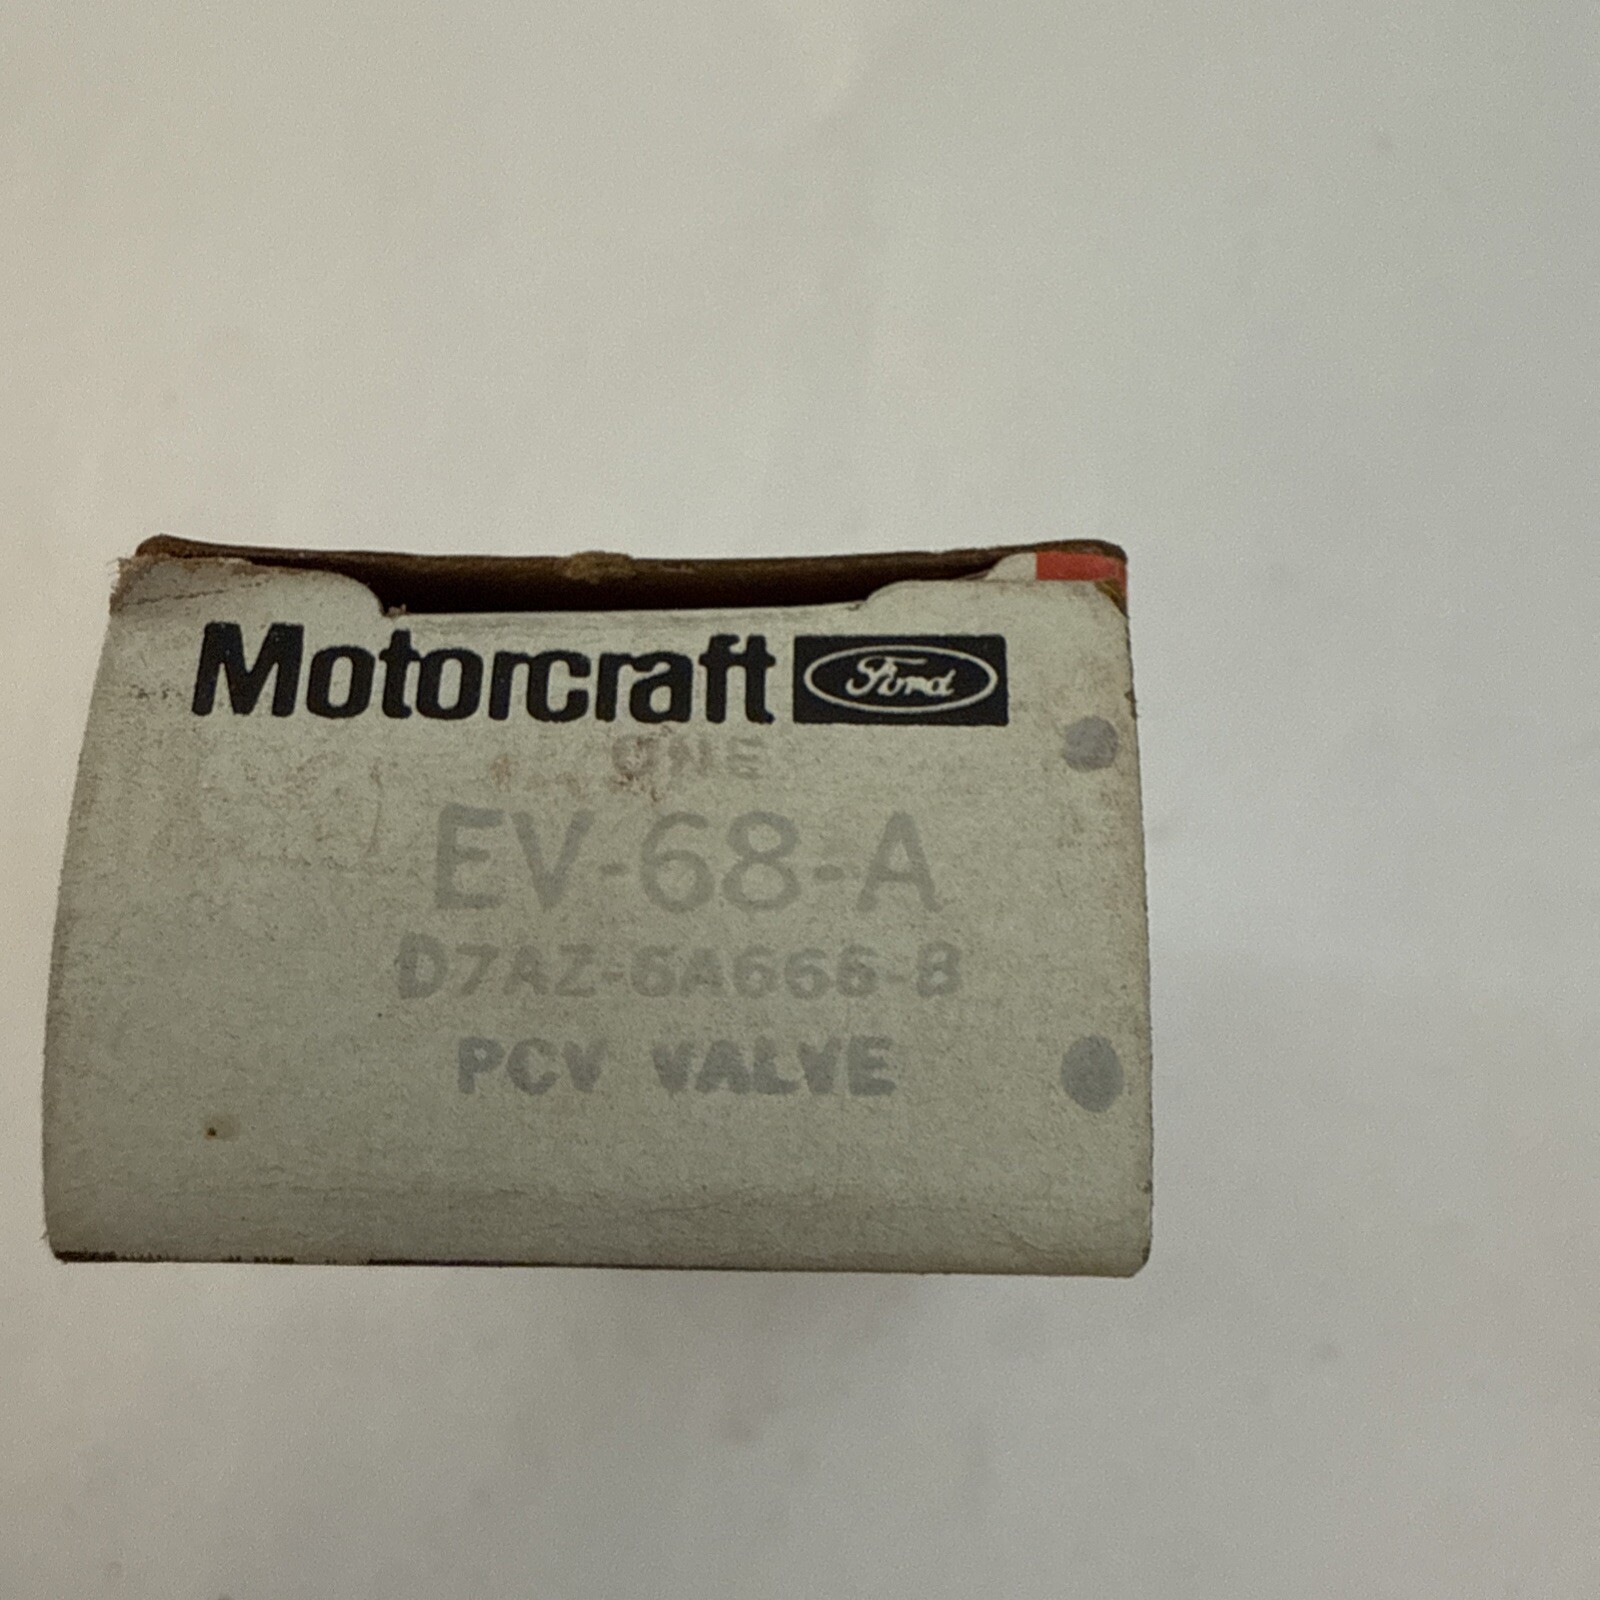 Motorcraft Ford
ONE
EV-68-A
D7AZ-6A666-B
PCV VALVE